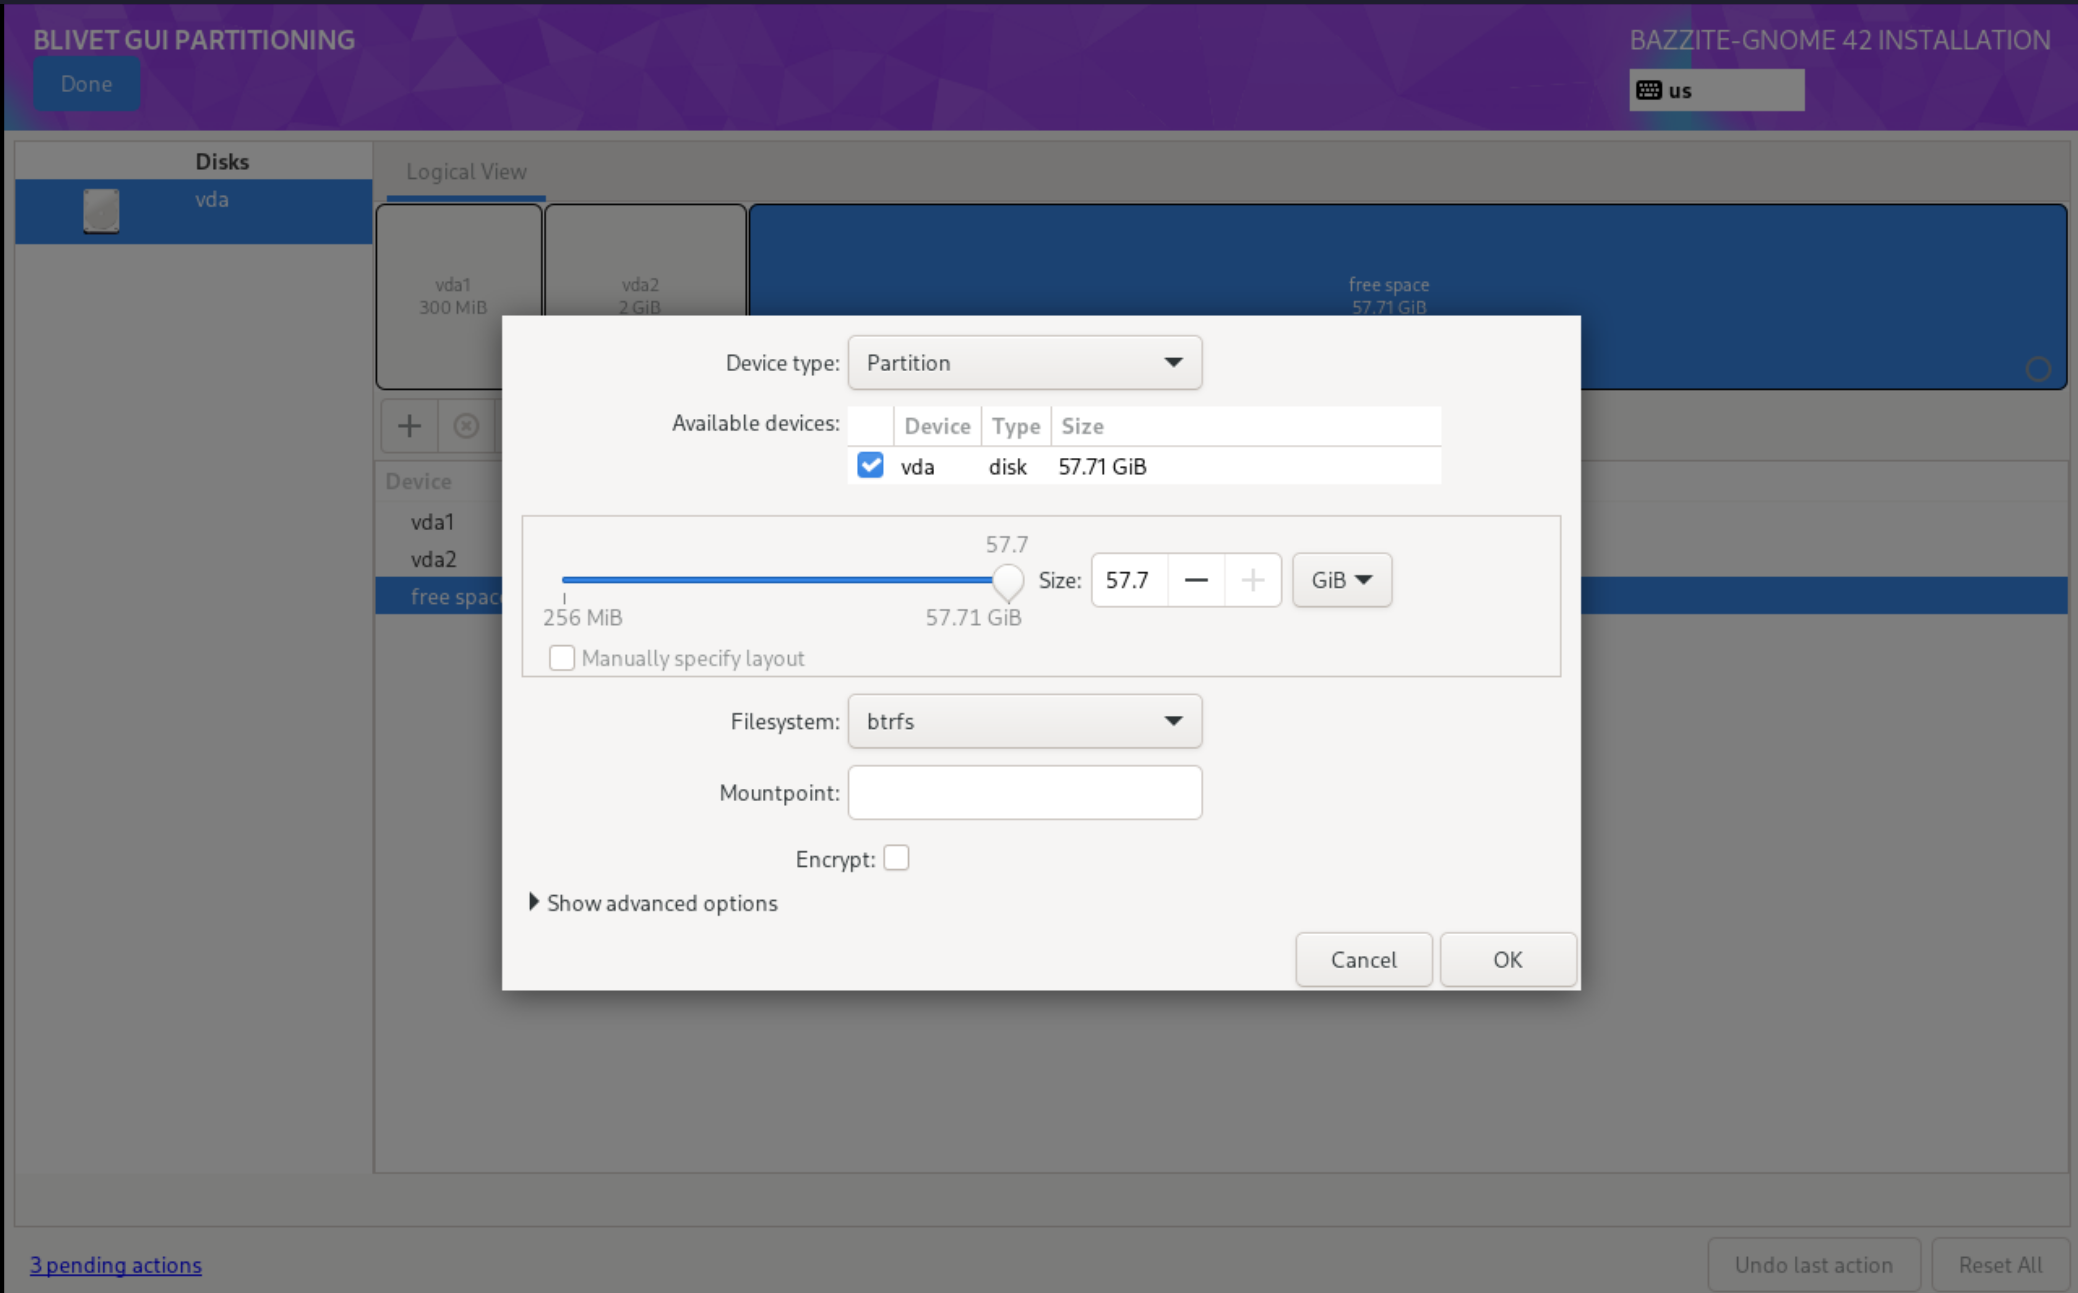 BLIVET GUI PARTITIONING
BAZZITE-GNOME 42 INSTALLATION
Done
us
Disks
vda
Logical View
vda1
300 MiB
vda2
2 GiB
free space
57.71 GiB
Device type: Partition
Available devices:
Device Type Size
vda disk 57.71 GiB
Device
vda1
vda2
free space
57.7
Size: 57.7 GiB
256 MiB 57.71 GiB
Manually specify layout
Filesystem: btrfs
Mountpoint:
Encrypt:
Show advanced options
Cancel OK
3 pending actions
Undo last action Reset All